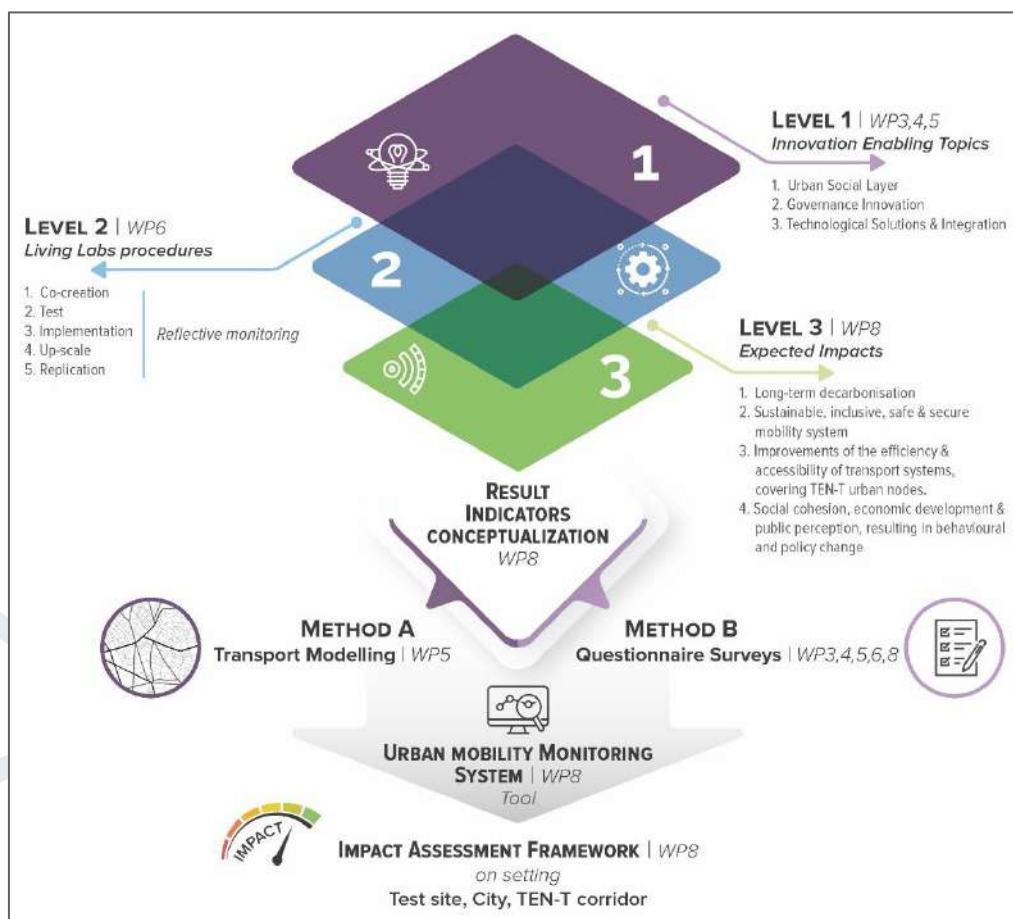 1
LEVEL 1 | WP3,4,5
Innovation Enabling Topics
1. Urban Social Layer
2. Governance Innovation
3. Technological Solutions & Integration
LEVEL 2 | WP6
Living Labs procedures
1. Co-creation
2. Test
3. Implementation
4. Up-scale
5. Replication
Reflective monitoring
2
3
LEVEL 3 | WP8
Expected Impacts
1. Long-term decarbonisation
2. Sustainable, inclusive, safe & secure
mobility system
3. Improvements of the efficiency &
accessibility of transport systems,
covering TEN-T urban nodes.
4. Social cohesion, economic development &
public perception, resulting in behavioural
and policy change.
RESULT
INDICATORS
CONCEPTUALIZATION
WP8
METHOD A
Transport Modelling | WP5
METHOD B
Questionnaire Surveys | WP3,4,5,6,8
URBAN MOBILITY MONITORING
SYSTEM | WP8
Tool
IMPACT
IMPACT ASSESSMENT FRAMEWORK | WP8
on setting
Test site, City, TEN-T corridor